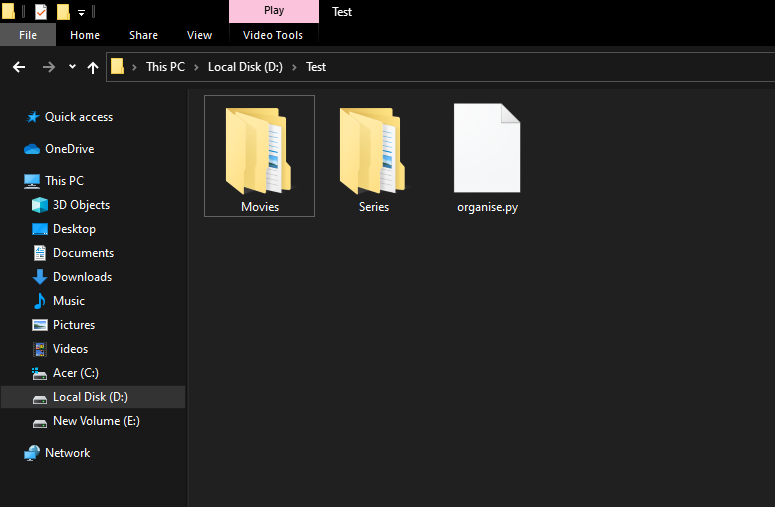 Play
Test
File
Home
Share
View
Video Tools
This PC
Local Disk (D:)
Test
Quick access
OneDrive
This PC
3D Objects
Desktop
Documents
Downloads
Music
Pictures
Videos
Acer (C:)
Local Disk (D:)
New Volume (E:)
Network
Movies
Series
organise.py